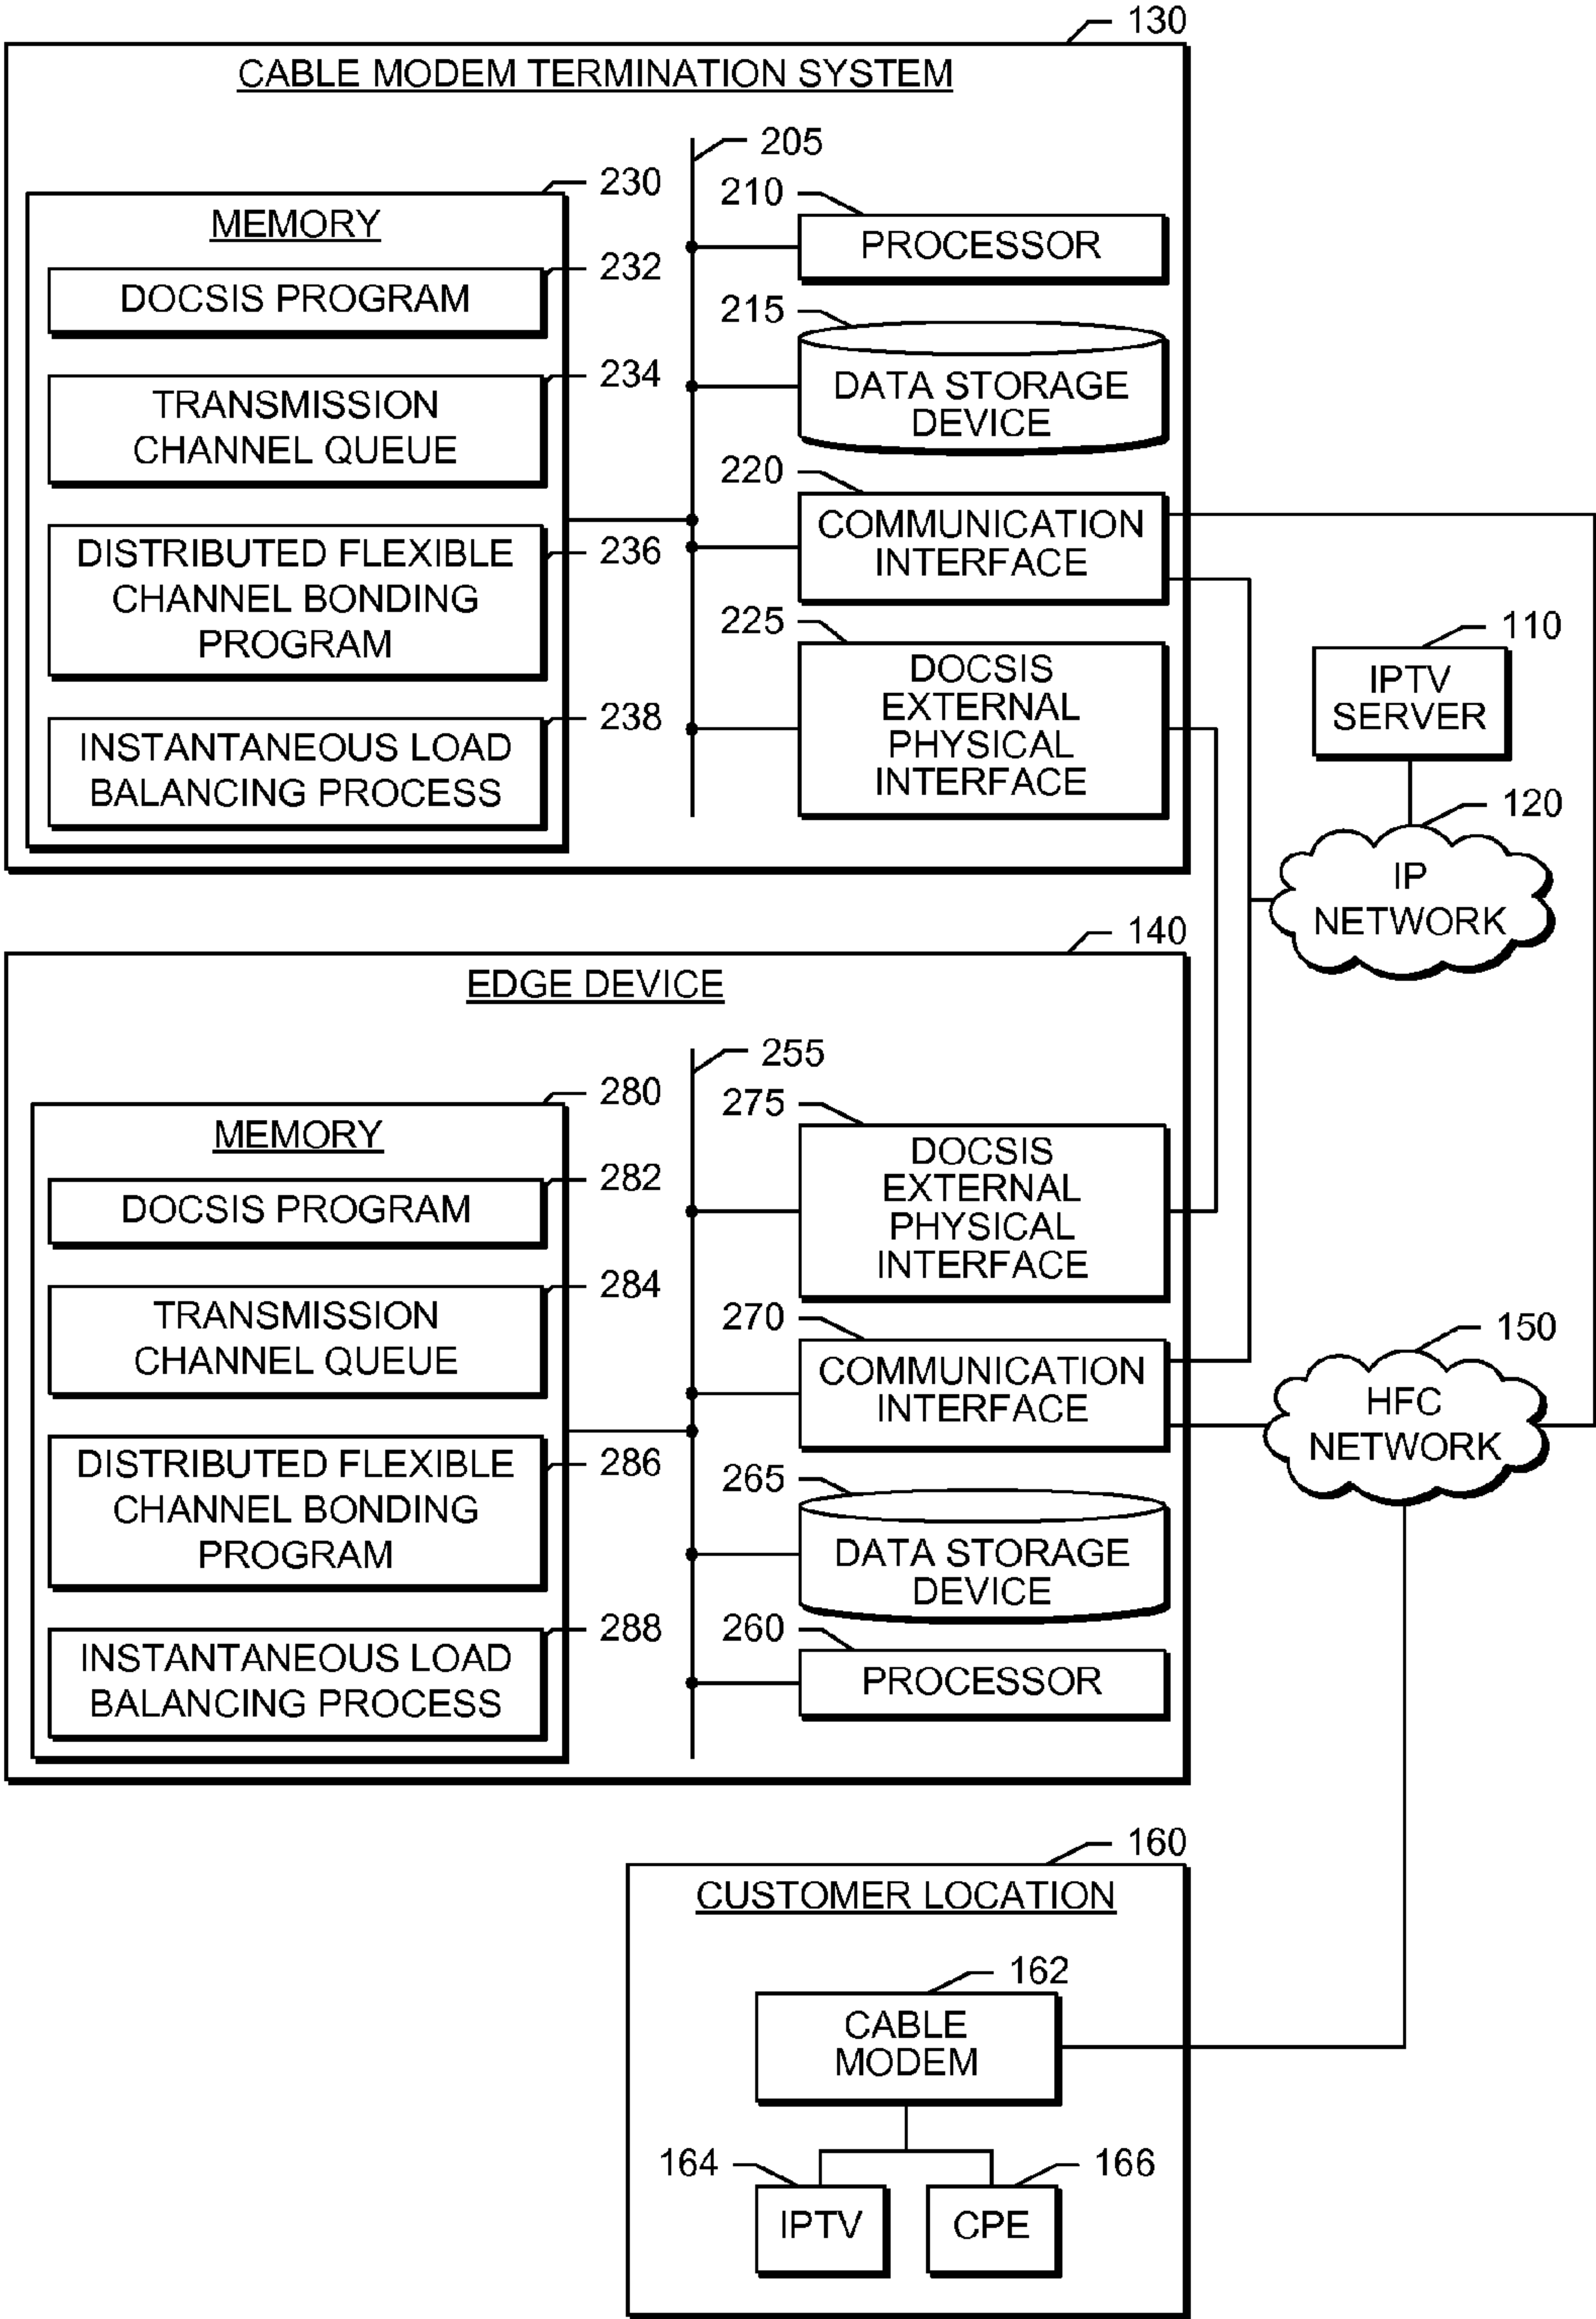 130
CABLE MODEM TERMINATION SYSTEM
205
230
MEMORY
232
DOCSIS PROGRAM
234
TRANSMISSION
CHANNEL QUEUE
236
DISTRIBUTED FLEXIBLE
CHANNEL BONDING
PROGRAM
238
INSTANTANEOUS LOAD
BALANCING PROCESS
210
PROCESSOR
215
DATA STORAGE
DEVICE
220
COMMUNICATION
INTERFACE
225
DOCSIS
EXTERNAL
PHYSICAL
INTERFACE
110
IPTV
SERVER
120
IP
NETWORK
140
EDGE DEVICE
255
280
MEMORY
282
DOCSIS PROGRAM
284
TRANSMISSION
CHANNEL QUEUE
286
DISTRIBUTED FLEXIBLE
CHANNEL BONDING
PROGRAM
288
INSTANTANEOUS LOAD
BALANCING PROCESS
275
DOCSIS
EXTERNAL
PHYSICAL
INTERFACE
270
COMMUNICATION
INTERFACE
265
DATA STORAGE
DEVICE
260
PROCESSOR
150
HFC
NETWORK
160
CUSTOMER LOCATION
162
CABLE
MODEM
164
IPTV
166
CPE